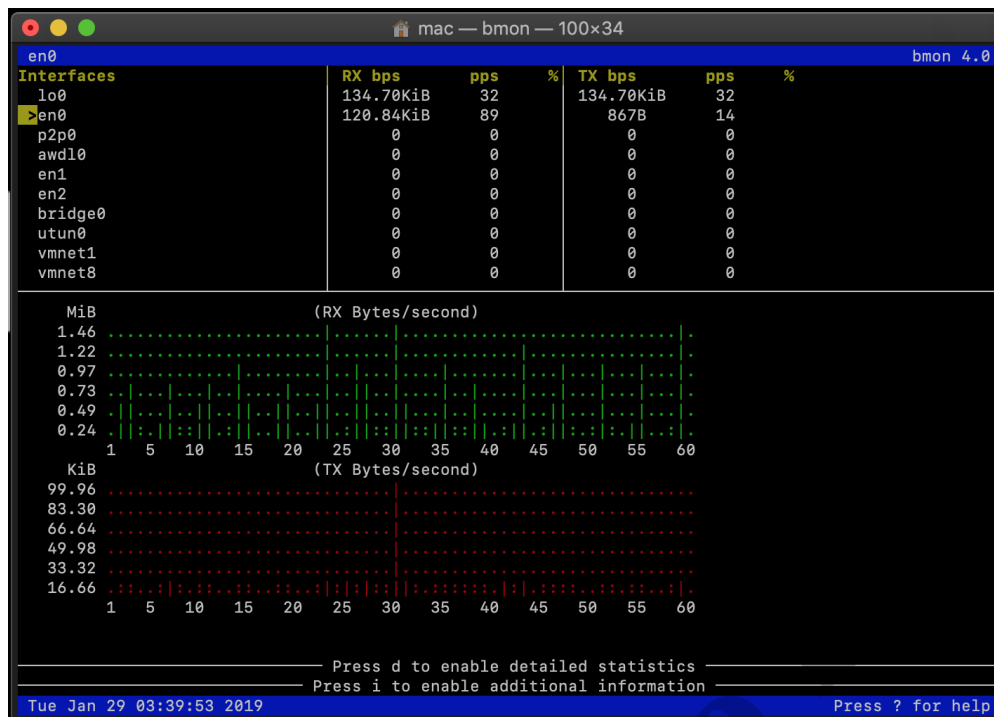 mac — bmon — 100×34
en0 bmon 4.0
Interfaces RX bps pps % TX bps pps %
lo0 134.70KiB 32 134.70KiB 32
>en0 120.84KiB 89 867B 14
p2p0 0 0 0 0
awdl0 0 0 0 0
en1 0 0 0 0
en2 0 0 0 0
bridge0 0 0 0 0
utun0 0 0 0 0
vmnet1 0 0 0 0
vmnet8 0 0 0 0
MiB (RX Bytes/second)
1.46
1.22
0.97
0.73
0.49
0.24
1 5 10 15 20 25 30 35 40 45 50 55 60
KiB (TX Bytes/second)
99.96
83.30
66.64
49.98
33.32
16.66
1 5 10 15 20 25 30 35 40 45 50 55 60
Press d to enable detailed statistics
Press i to enable additional information
Tue Jan 29 03:39:53 2019 Press ? for help